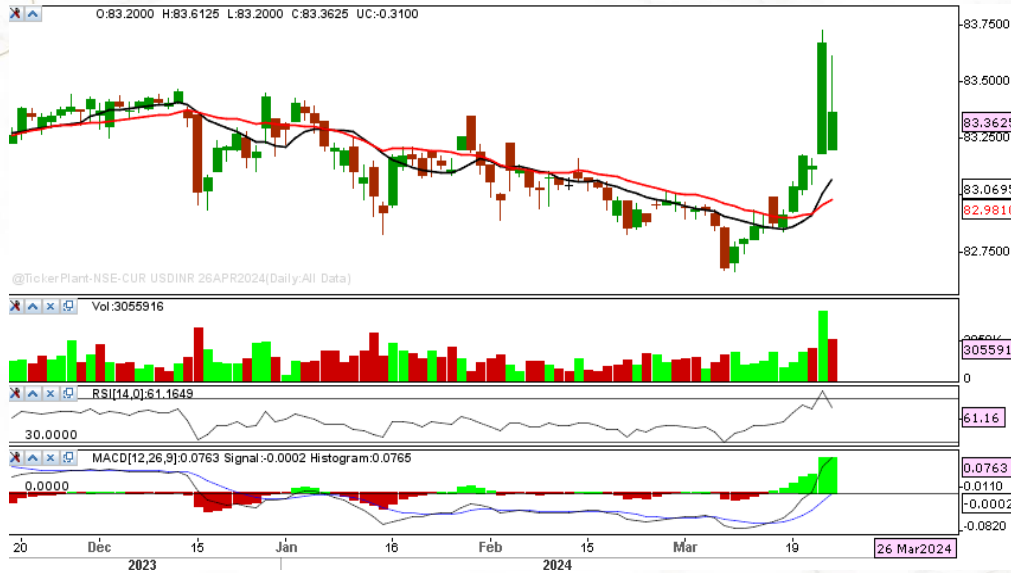 O:83.2000 H:83.6125 L:83.2000 C:83.3625 UC:-0.3100
83.7500
83.5000
83.3625
83.2500
83.0695
82.9810
82.7500
@TickerPlant-NSE-CUR USDINR 26APR2024(Daily:All Data)
Vol:3055916
305591
0
RSI[14,0]:61.1649
61.16
30.0000
MACD[12,26,9]:0.0763 Signal:-0.0002 Histogram:0.0765
0.0763
0.0000
0.0110
-0.0002
-0.0820
20 Dec 15 Jan 16 Feb 15 Mar 19 26 Mar2024
2023 2024